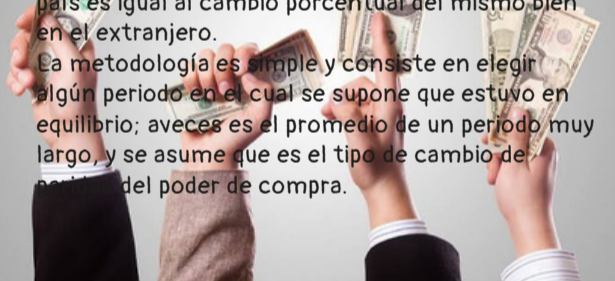 país es igual al cambio porcentual del mismo bien
en el extranjero.
La metodología es simple y consiste en elegir
algún periodo en el cual se supone que estuvo en
equilibrio; aveces es el promedio de un periodo muy
largo, y se asume que es el tipo de cambio de
del poder de compra.